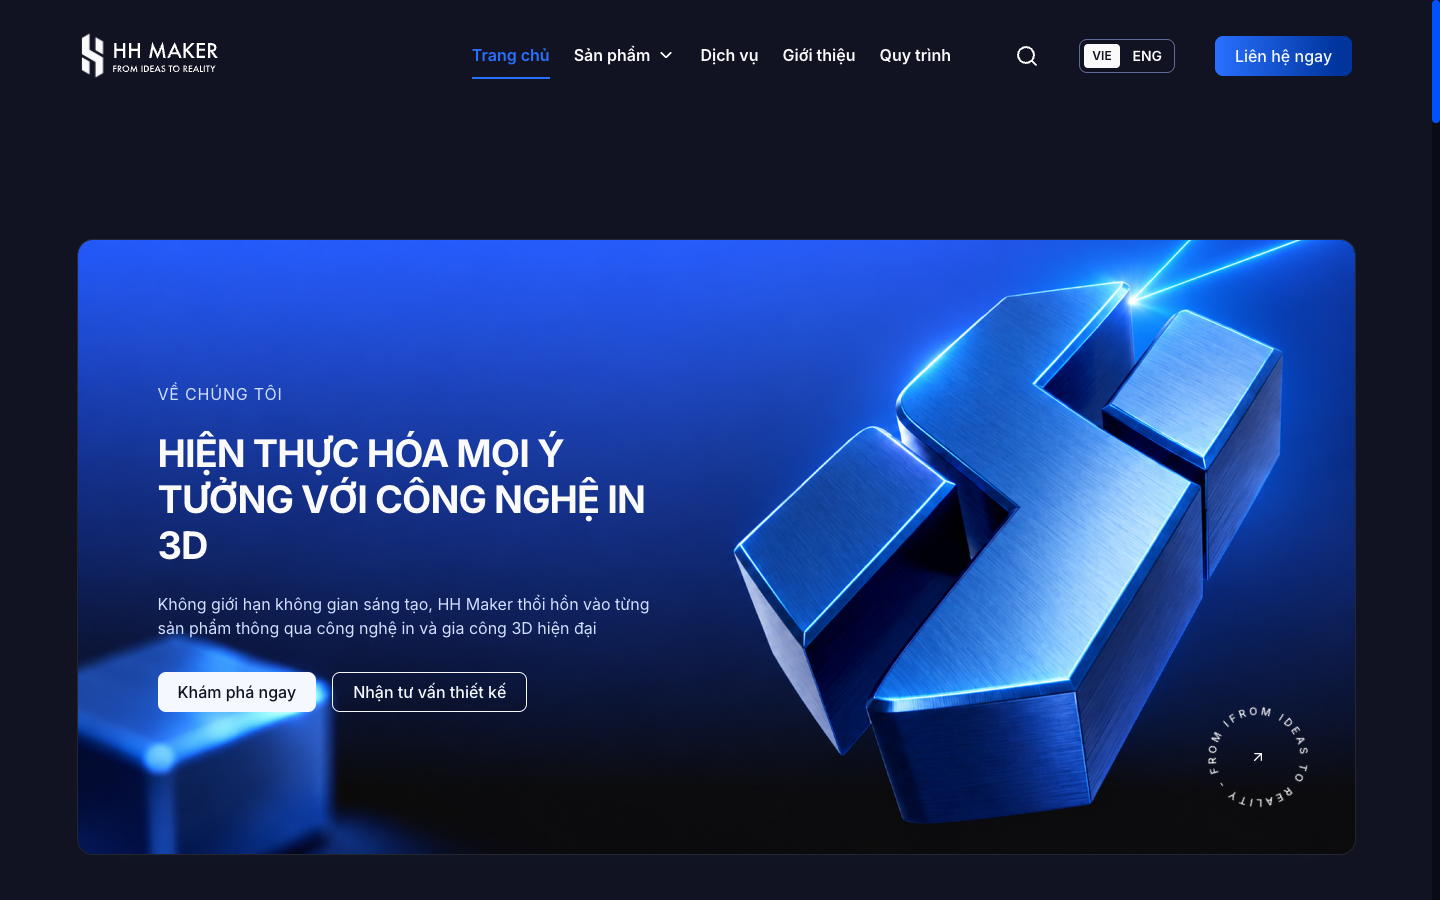 HH MAKER
FROM IDEAS TO REALITY
Trang chủ
Sản phẩm
Dịch vụ
Giới thiệu
Quy trình
VIE
ENG
Liên hệ ngay
VỀ CHÚNG TÔI
HIỆN THỰC HÓA MỌI Ý
TƯỞNG VỚI CÔNG NGHỆ IN
3D
Không giới hạn không gian sáng tạo, HH Maker thổi hồn vào từng
sản phẩm thông qua công nghệ in và gia công 3D hiện đại
Khám phá ngay
Nhận tư vấn thiết kế
FROM IDEAS TO REALITY - FROM I